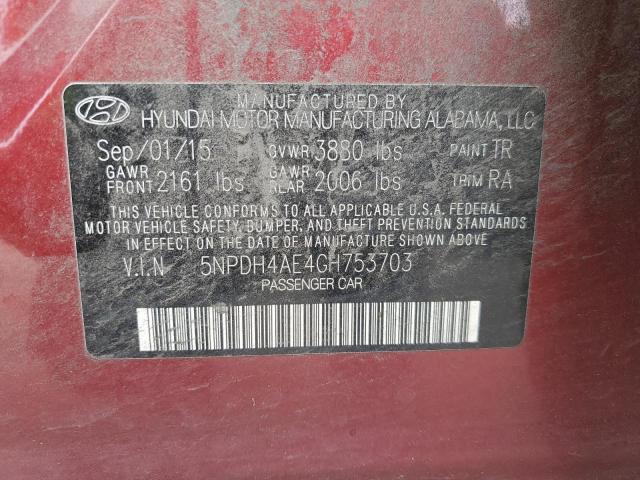 MANUFACTURED BY
HYUNDAI MOTOR MANUFACTURING ALABAMA, LLC
Sep/01/15 GVWR 3880 lbs PAINT TR
GAWR FRONT 2161 lbs GAWR REAR 2006 lbs TRIM RA
THIS VEHICLE CONFORMS TO ALL APPLICABLE U.S.A. FEDERAL
MOTOR VEHICLE SAFETY, BUMPER, AND THEFT PREVENTION STANDARDS
IN EFFECT ON THE DATE OF MANUFACTURE SHOWN ABOVE.
V.I.N 5NPDH4AE4GH753703
PASSENGER CAR